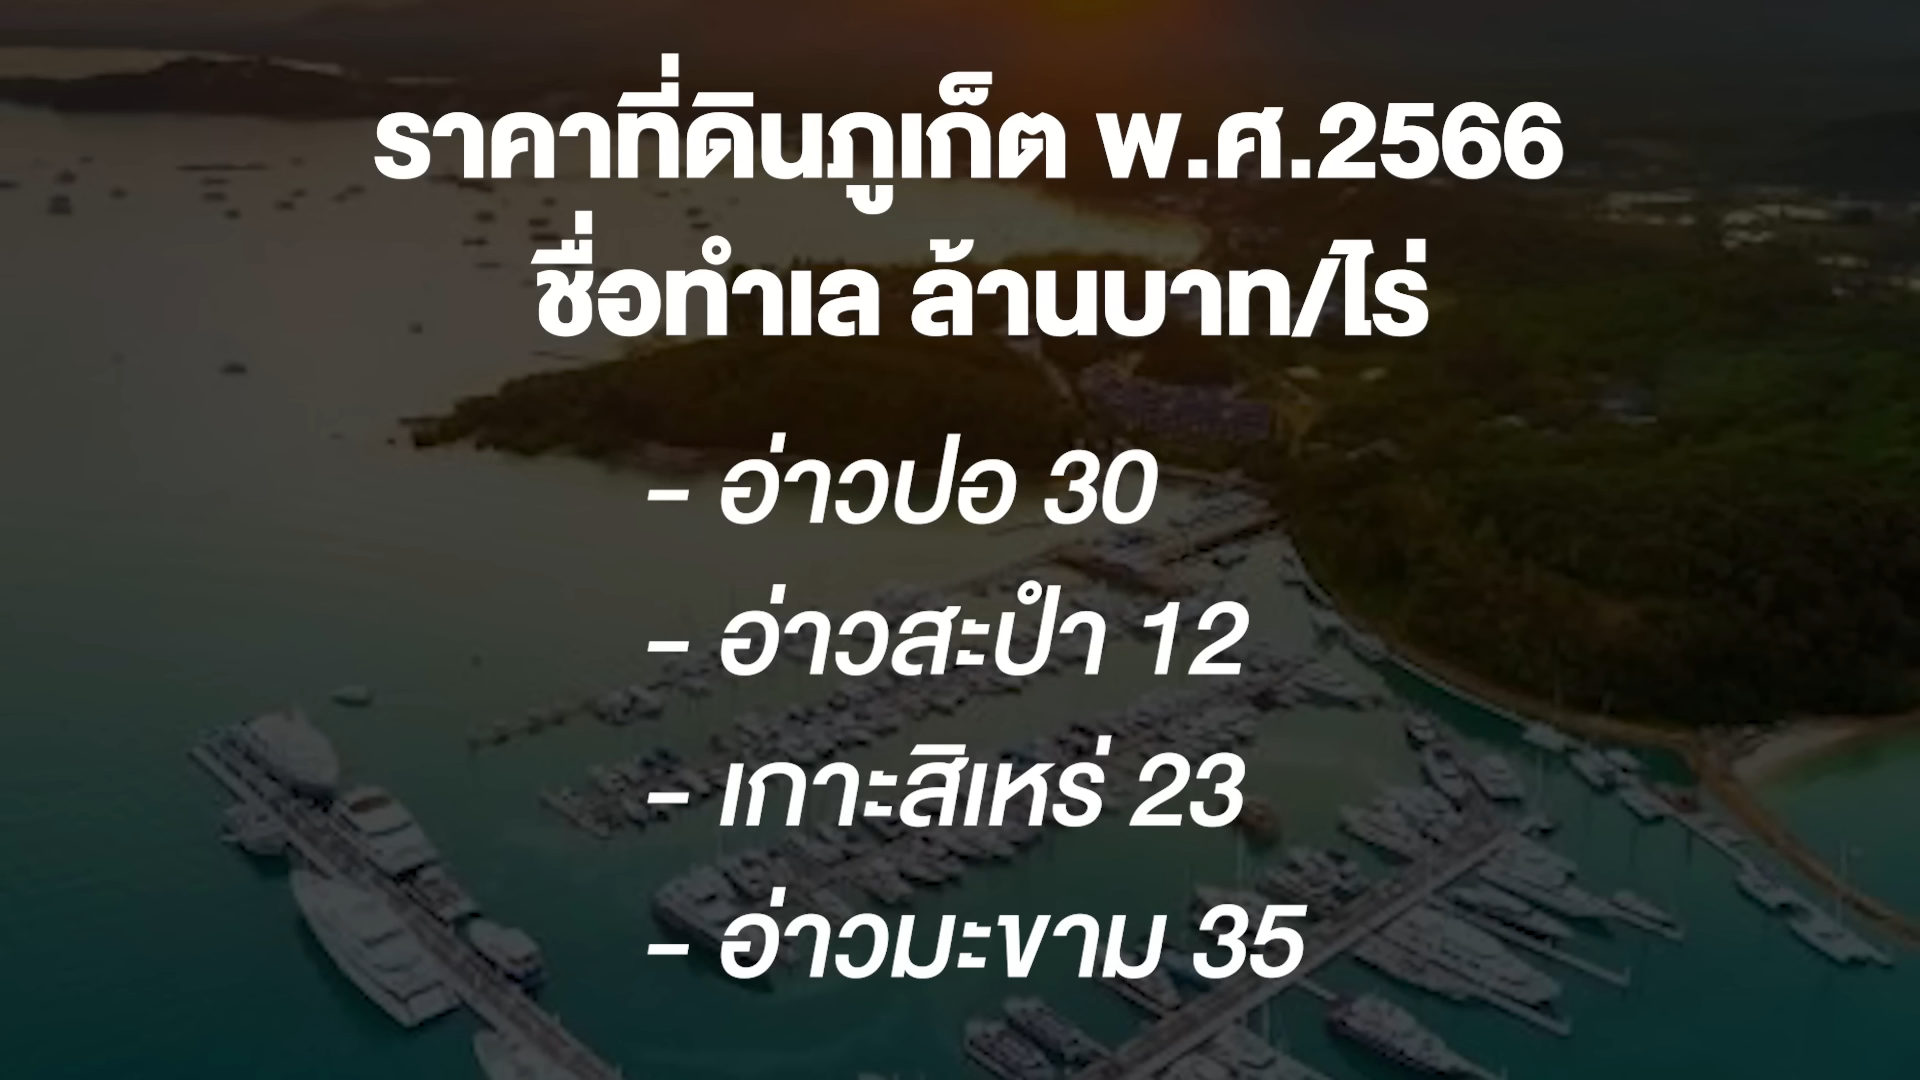 ราคาที่ดินภูเก็ต พ.ศ.2566
ชื่อทำเล ล้านบาท/ไร่
- อ่าวปอ 30
- อ่าวสะปำ 12
- เกาะสิเหร่ 23
- อ่าวมะขาม 35